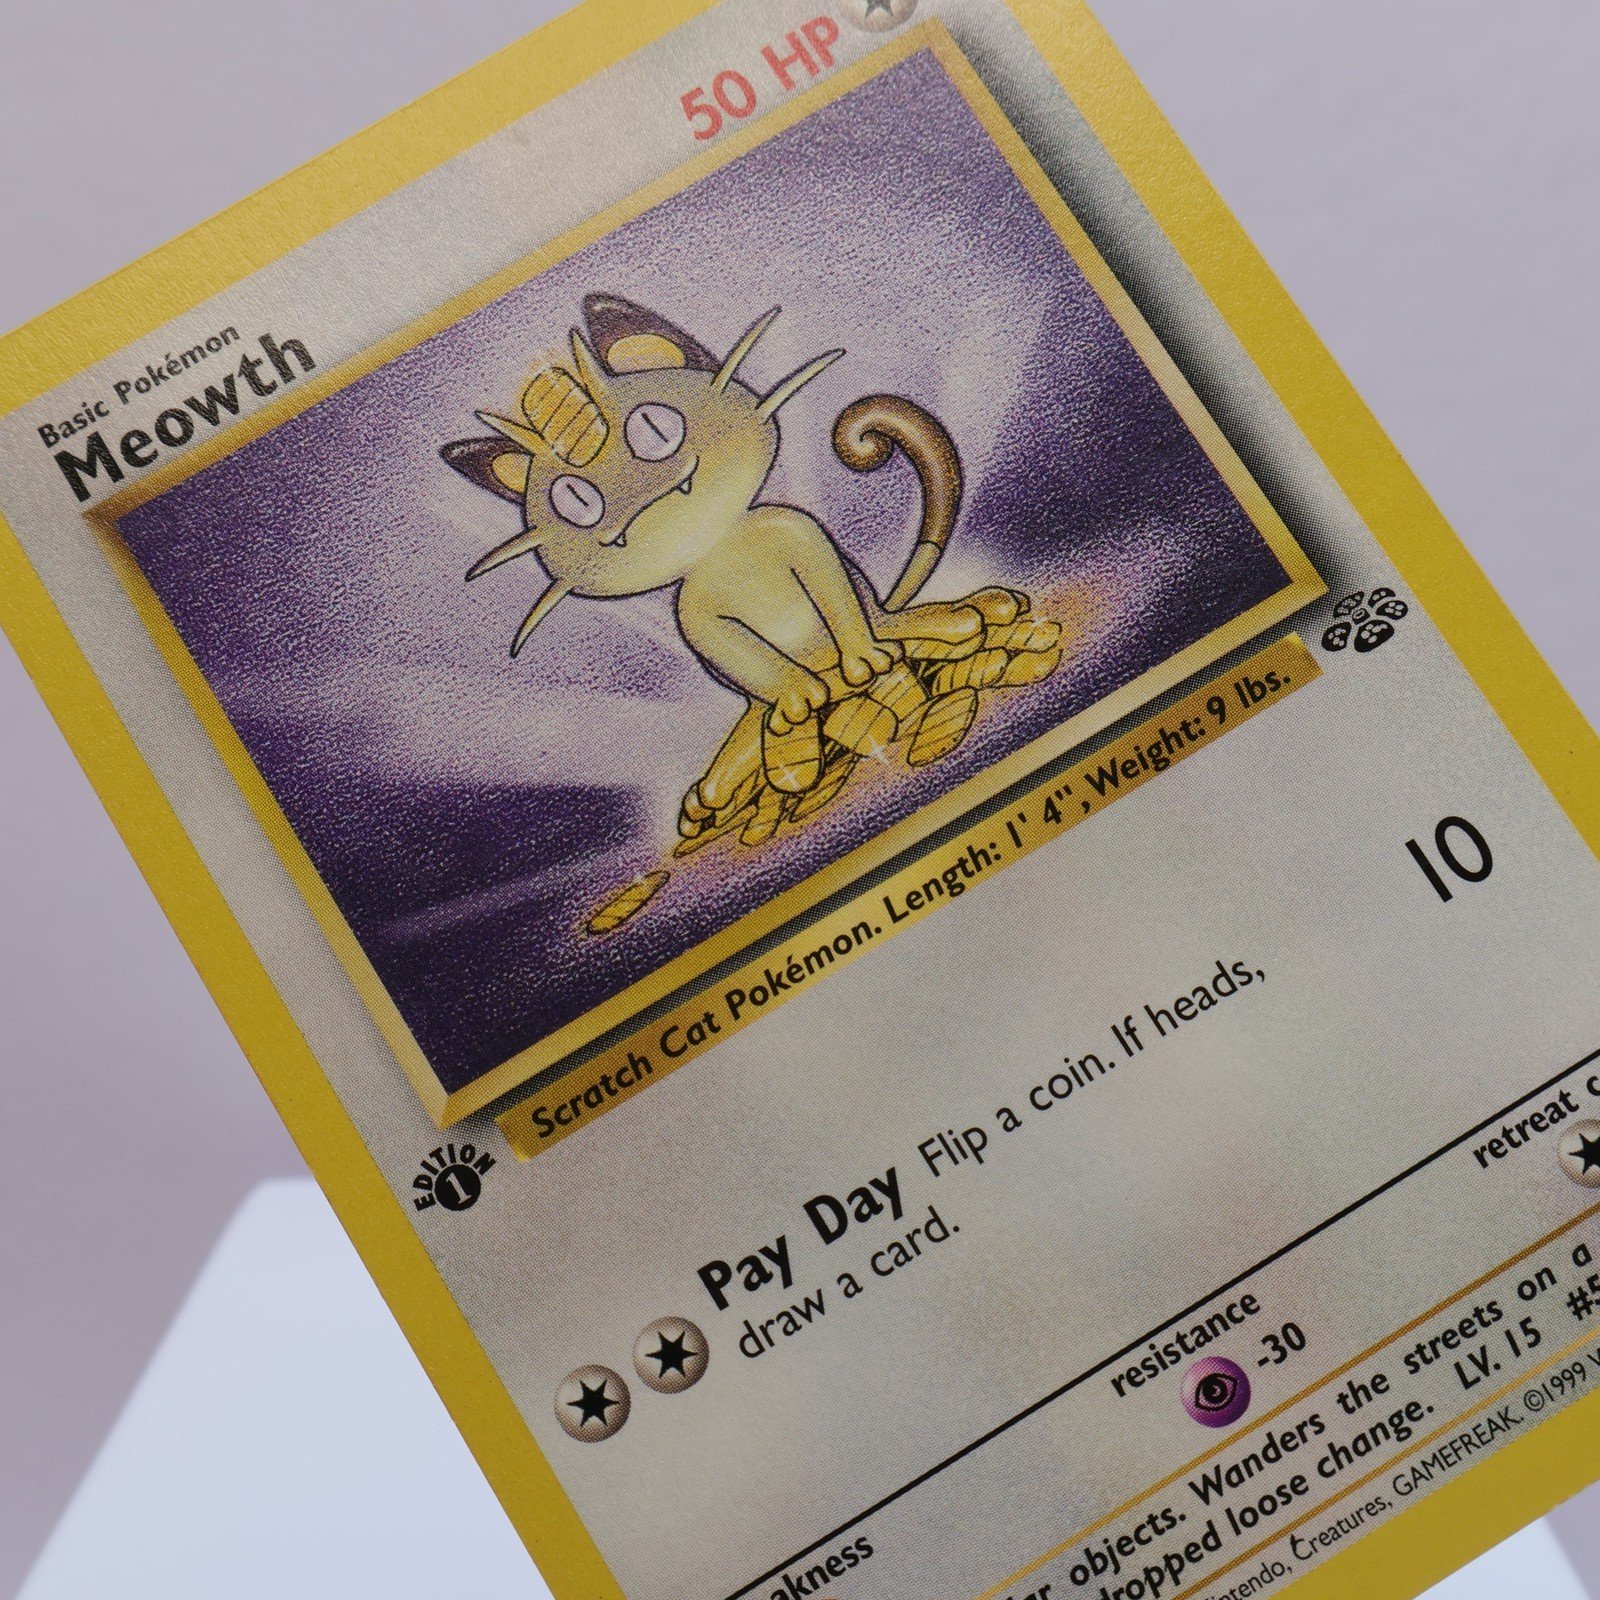 Basic Pokémon
Meowth 50 HP
Scratch Cat Pokémon. Length: 1' 4", Weight: 9 lbs.
EDITION
1
Pay Day Flip a coin. If heads, 10
draw a card.
resistance retreat
-30
objects. Wanders the streets on a
dropped loose change. LV. 15
Creatures, GAMEFREAK. ©1999